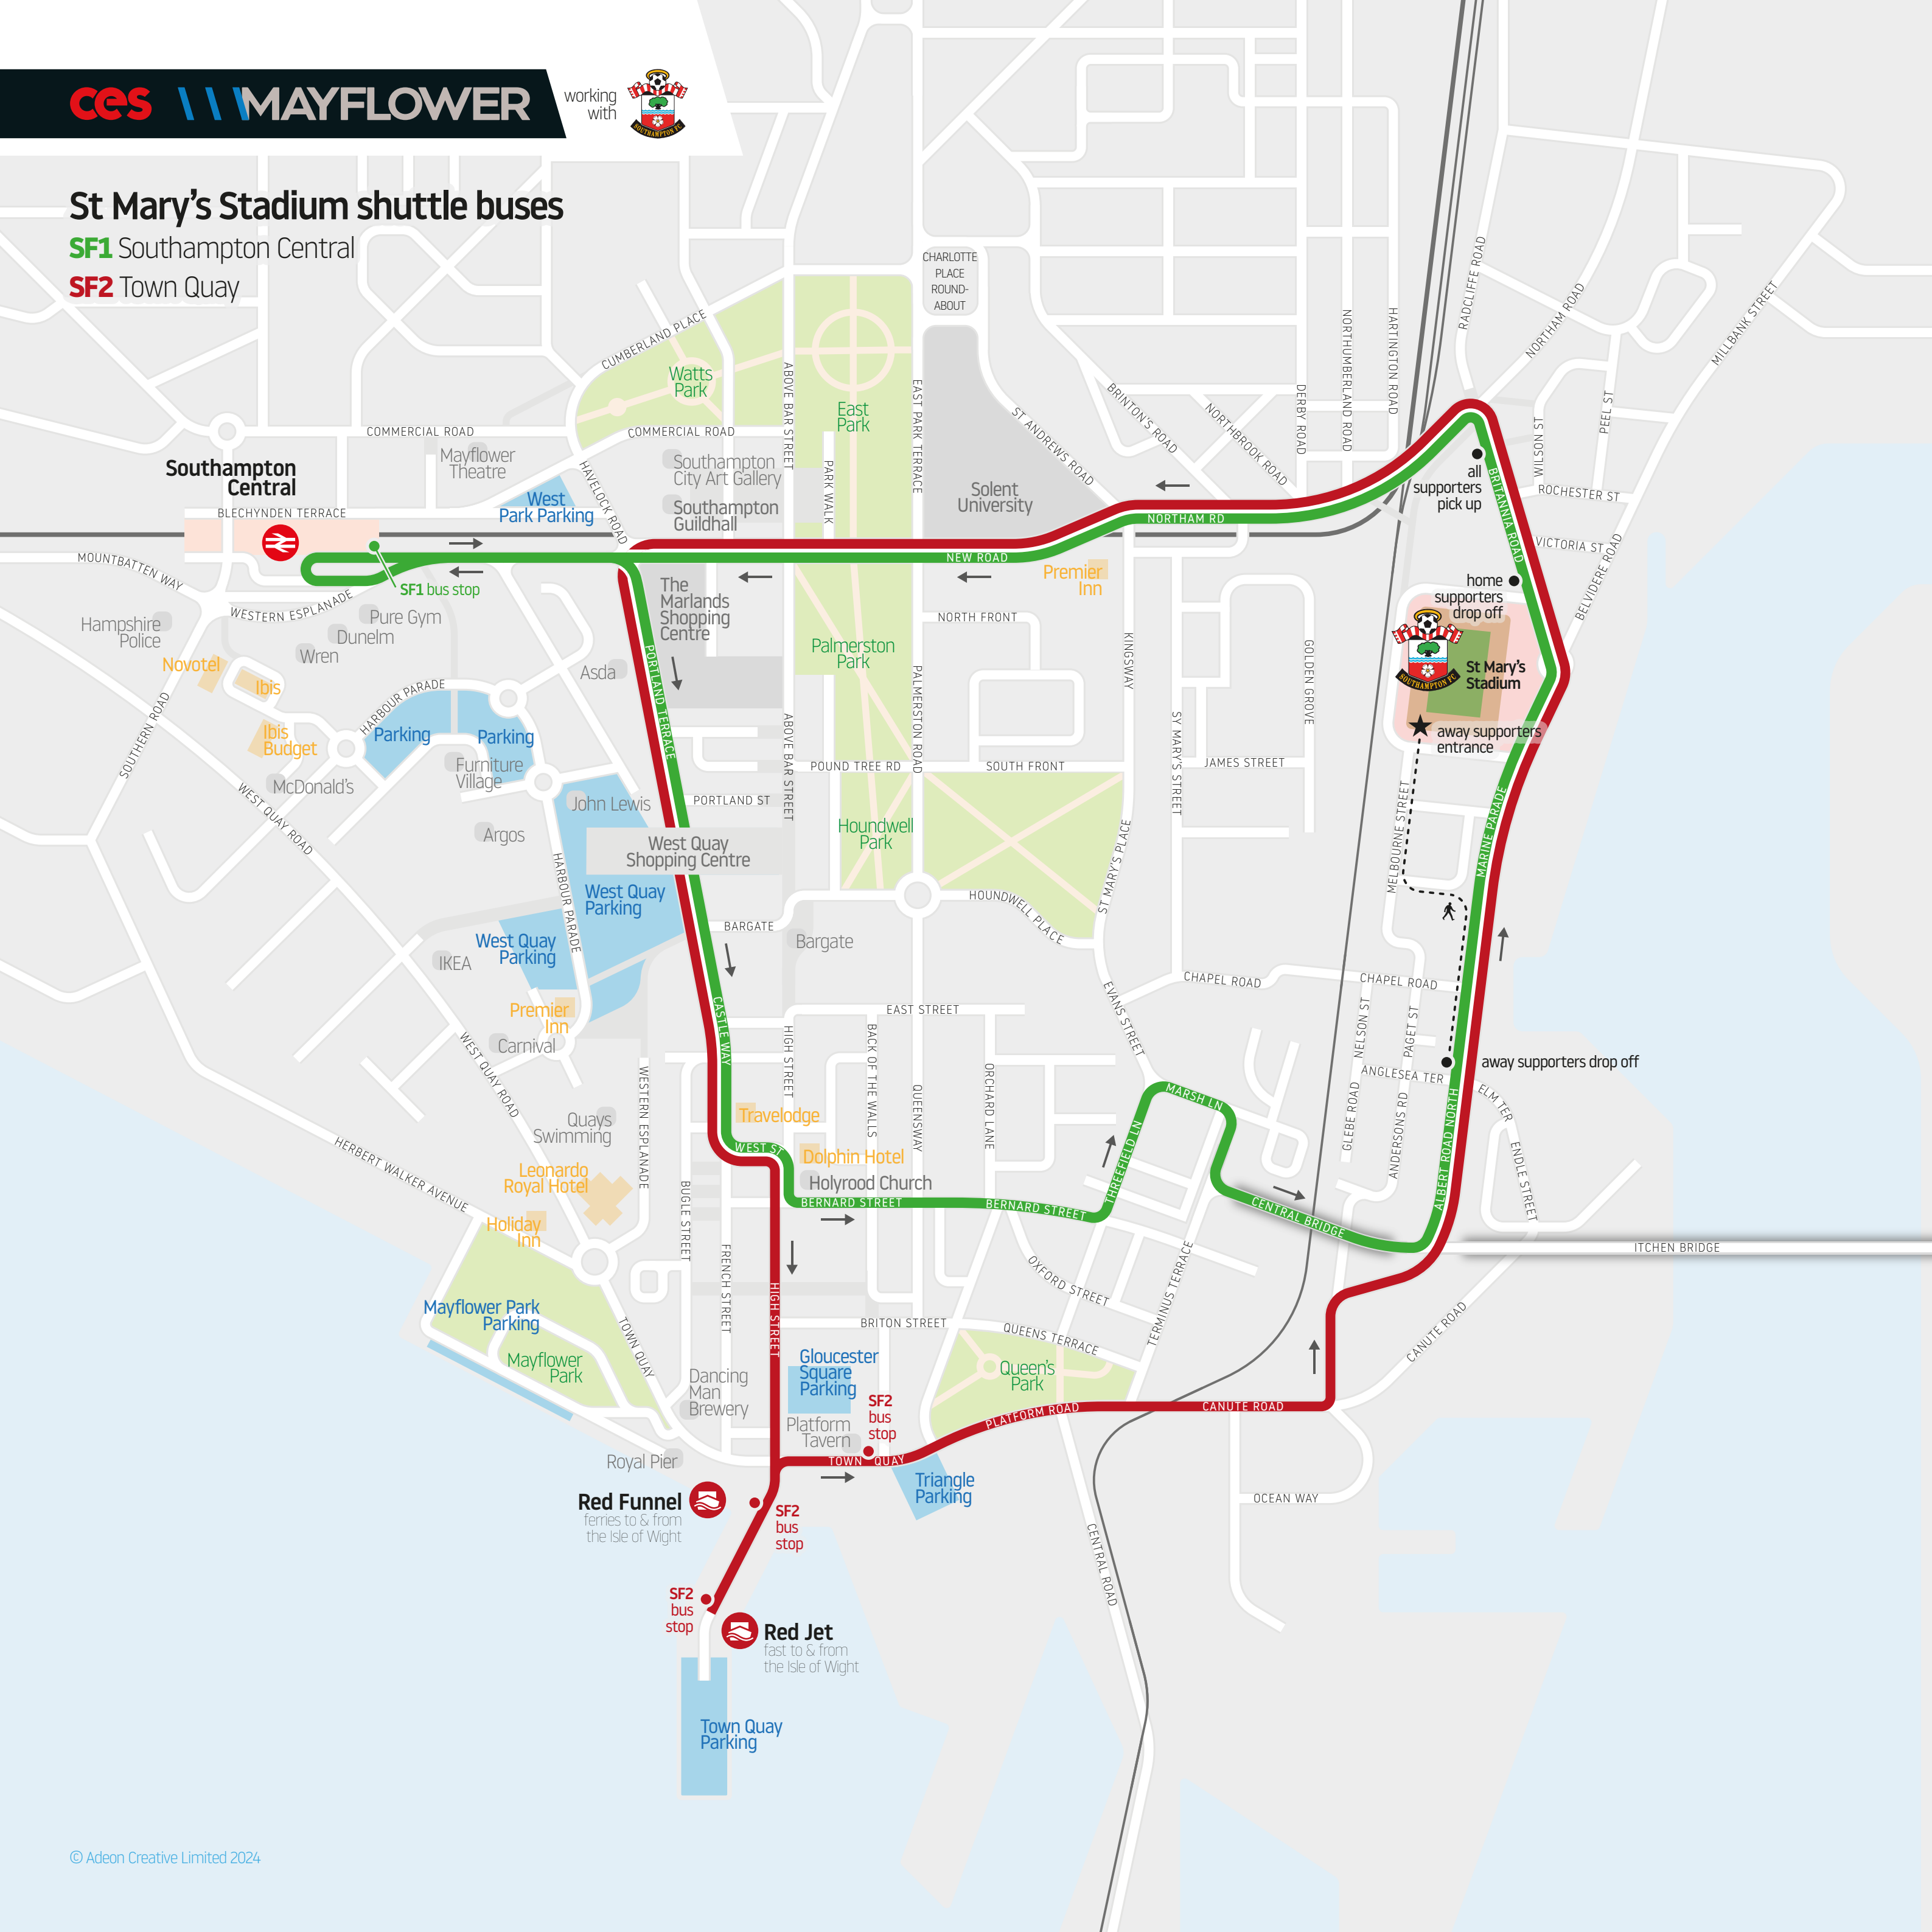 ces MAYFLOWER
working
with
SOUTHAMPTON FC
St Mary's Stadium shuttle buses
SF1 Southampton Central
SF2 Town Quay
CHARLOTTE
PLACE
ROUND-
ABOUT
RADCLIFFE ROAD
NORTHAM ROAD
MILLBANK STREET
CUMBERLAND PLACE
Watts
Park
East
Park
ABOVE BAR STREET
EAST PARK TERRACE
ST ANDREWS ROAD
BRINTON'S ROAD
NORTHBROOK ROAD
DERBY ROAD
NORTHUMBERLAND ROAD
HARTINGTON ROAD
WILSON ST
PEEL ST
COMMERCIAL ROAD
COMMERCIAL ROAD
Mayflower
Theatre
Southampton
City Art Gallery
Southampton
Guildhall
PARK WALK
Solent
University
Southampton
Central
BLECHYNDEN TERRACE
West
Park Parking
HAVELOCK ROAD
all
supporters
pick up
BRITANNIA ROAD
ROCHESTER ST
VICTORIA ST
BELVIDERE ROAD
NORTHAM RD
NEW ROAD
MOUNTBATTEN WAY
SF1 bus stop
WESTERN ESPLANADE
Premier
Inn
home
supporters
drop off
Hampshire
Police
Pure Gym
Dunelm
Wren
Novotel
Ibis
Ibis
Budget
McDonald's
The
Marlands
Shopping
Centre
NORTH FRONT
Palmerston
Park
KINGSWAY
GOLDEN GROVE
SOUTHAMPTON FC
St Mary's
Stadium
away supporters
entrance
Asda
PORTLAND TERRACE
PALMERSTON ROAD
SY MARY'S STREET
SOUTHERN ROAD
HARBOUR PARADE
Parking
Parking
Furniture
Village
John Lewis
Argos
ABOVE BAR STREET
POUND TREE RD
SOUTH FRONT
JAMES STREET
PORTLAND ST
WEST QUAY ROAD
MELBOURNE STREET
MARINE PARADE
West Quay
Shopping Centre
Houndwell
Park
HARBOUR PARADE
West Quay
Parking
West Quay
Parking
HOUNDWELL PLACE
ST MARY'S PLACE
BARGATE
Bargate
IKEA
Premier
Inn
Carnival
CHAPEL ROAD
CHAPEL ROAD
EVANS STREET
EAST STREET
CASTLE WAY
WEST QUAY ROAD
HIGH STREET
BACK OF THE WALLS
QUEENSWAY
ORCHARD LANE
NELSON ST
PAGET ST
away supporters drop off
ANGLESEA TER
ELM TER
GLEBE ROAD
ANDERSONS RD
ALBERT ROAD NORTH
ENDLE STREET
MARSH LN
THREEFIELD LN
Travelodge
WEST ST
Dolphin Hotel
Holyrood Church
Quays
Swimming
WESTERN ESPLANADE
Leonardo
Royal Hotel
Holiday
Inn
HERBERT WALKER AVENUE
BUGLE STREET
FRENCH STREET
BERNARD STREET
BERNARD STREET
CENTRAL BRIDGE
ITCHEN BRIDGE
OXFORD STREET
TERMINUS TERRACE
Mayflower Park
Parking
Mayflower
Park
TOWN QUAY
HIGH STREET
BRITON STREET
QUEENS TERRACE
Queen's
Park
CANUTE ROAD
Gloucester
Square
Parking
Dancing
Man
Brewery
Platform
Tavern
SF2
bus
stop
PLATFORM ROAD
CANUTE ROAD
TOWN QUAY
Royal Pier
Triangle
Parking
OCEAN WAY
CENTRAL ROAD
Red Funnel
ferries to & from
the Isle of Wight
SF2
bus
stop
SF2
bus
stop
Red Jet
fast to & from
the Isle of Wight
Town Quay
Parking
© Adeon Creative Limited 2024